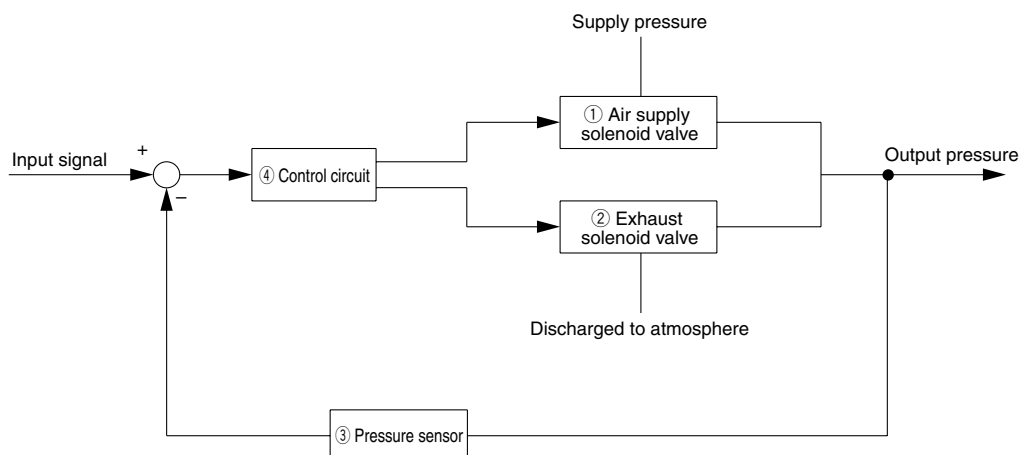 Supply pressure
① Air supply
solenoid valve
Input signal
+
−
④ Control circuit
Output pressure
② Exhaust
solenoid valve
Discharged to atmosphere
③ Pressure sensor